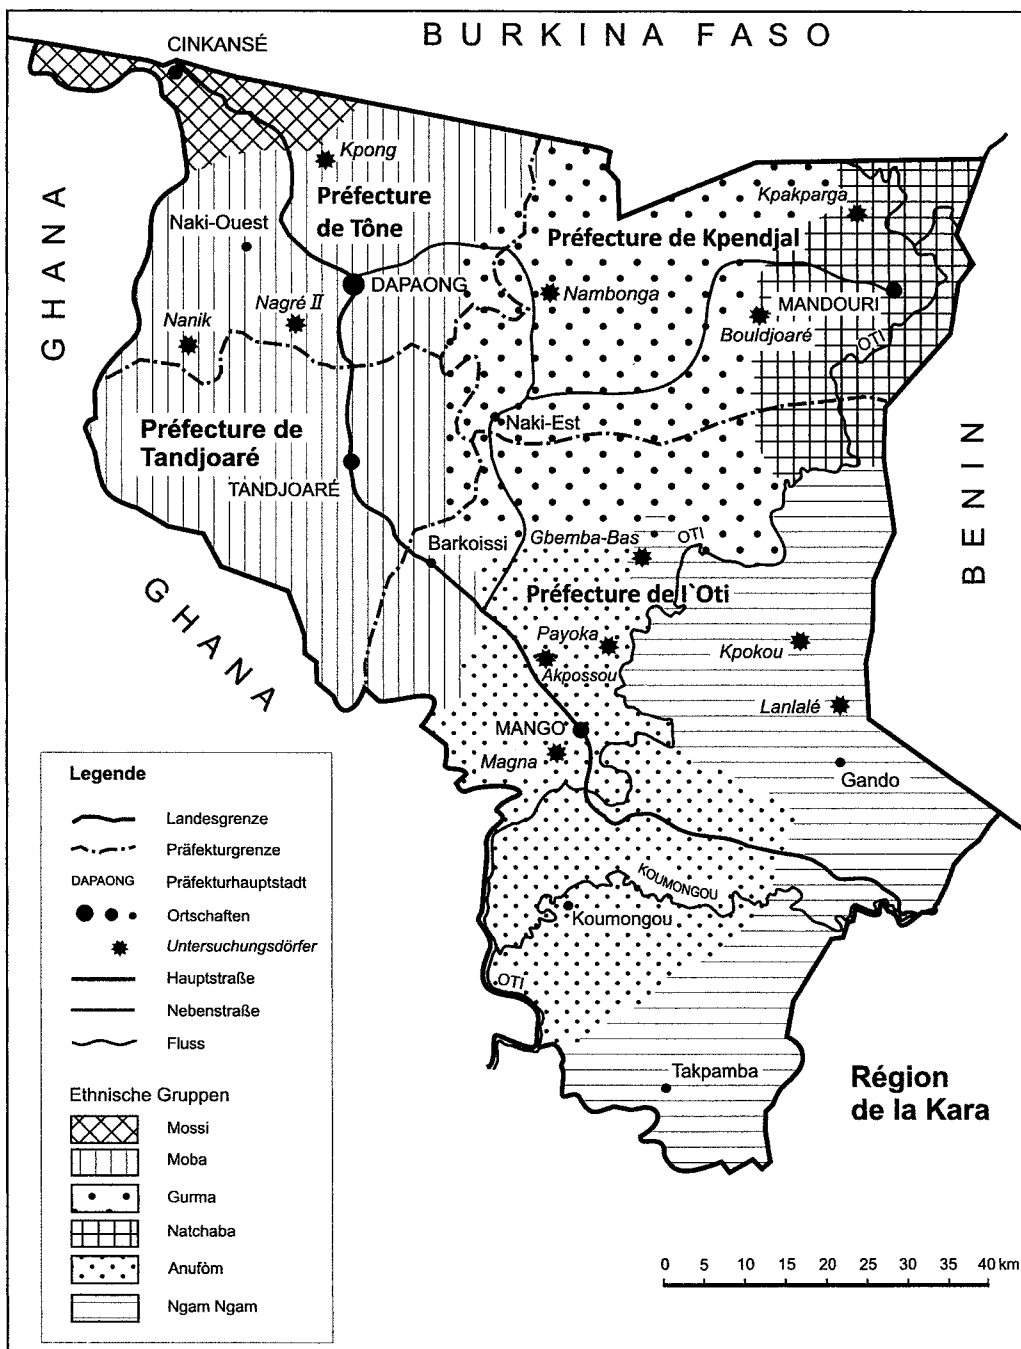 BURKINA FASO
CINKANSÉ
GHANA
Kpong
Préfecture
de Tône
Naki-Ouest
Kpakparga
Préfecture de Kpendjal
DAPAONG
Nambonga
MANDOURI
Nagré II
Nanik
Bouldjoaré
OTI
Préfecture de
Tandjoaré
Naki-Est
TANDJOARÉ
BENIN
Barkoissi
Gbemba-Bas
OTI
GHANA
Préfecture de l`Oti
Payoka
Akpossou
Kpokou
Lanlalé
MANGO
Magna
Gando
KOUMONGOU
Koumongou
OTI
Takpamba
Région
de la Kara
Legende
Landesgrenze
Präfekturgrenze
DAPAONG Präfekturhauptstadt
Ortschaften
Untersuchungsdörfer
Hauptstraße
Nebenstraße
Fluss
Ethnische Gruppen
Mossi
Moba
Gurma
Natchaba
Anufòm
Ngam Ngam
0 5 10 15 20 25 30 35 40 km